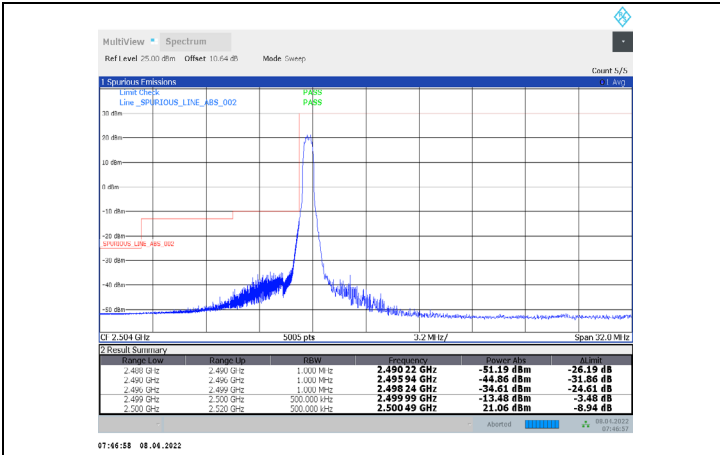 MultiView Spectrum
Ref Level 25.00 dBm Offset 10.64 dB Mode Sweep
Count 5/5
1 Spurious Emissions 1 Avg
Limit Check PASS
Line _SPURIOUS_LINE_ABS_002 PASS
30 dBm
20 dBm
10 dBm
0 dBm
-10 dBm
-20 dBm
_SPURIOUS_LINE_ABS_002
-30 dBm
-40 dBm
-50 dBm
CF 2.504 GHz 5005 pts 3.2 MHz/ Span 32.0 MHz
2 Result Summary
Range Low Range Up RBW Frequency Power Abs ΔLimit
2.488 GHz 2.490 GHz 1.000 MHz 2.490 22 GHz -51.19 dBm -26.19 dB
2.490 GHz 2.496 GHz 1.000 MHz 2.495 94 GHz -44.86 dBm -31.86 dB
2.496 GHz 2.499 GHz 1.000 MHz 2.498 24 GHz -34.61 dBm -24.61 dB
2.499 GHz 2.500 GHz 500.000 kHz 2.499 99 GHz -13.48 dBm -3.48 dB
2.500 GHz 2.520 GHz 500.000 kHz 2.500 49 GHz 21.06 dBm -8.94 dB
Aborted 08.04.2022
07:46:57
07:46:58 08.04.2022